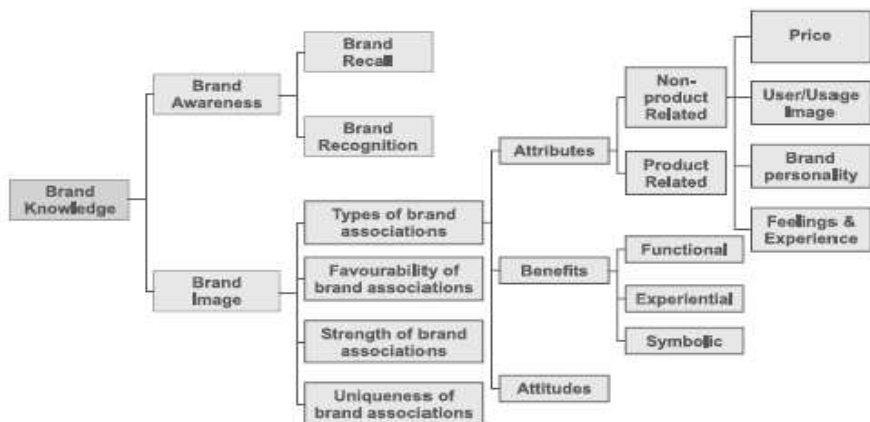 Brand
Knowledge
Brand
Awareness
Brand
Image
Brand
Recall
Brand
Recognition
Types of brand
associations
Favourability of
brand associations
Strength of brand
associations
Uniqueness of
brand associations
Attributes
Benefits
Attitudes
Non-
product
Related
Product
Related
Functional
Experiential
Symbolic
Price
User/Usage
Image
Brand
personality
Feelings &
Experience